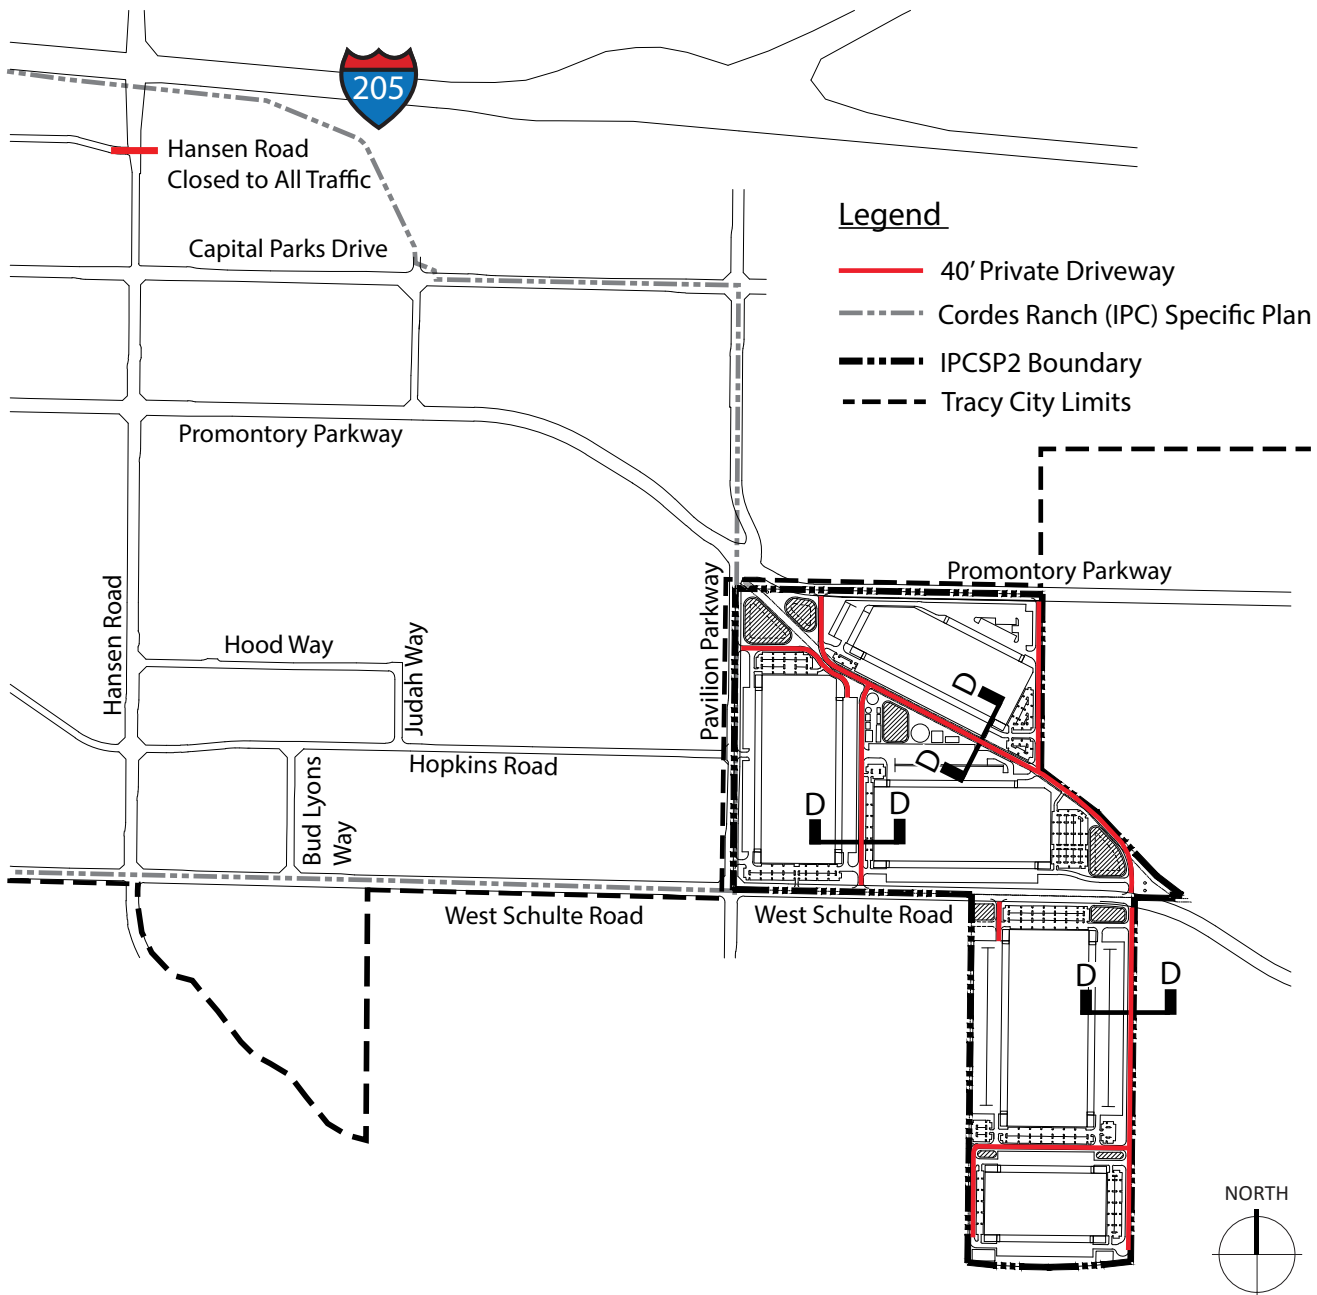 205
Hansen Road
Closed to All Traffic
Capital Parks Drive
Legend
40' Private Driveway
Cordes Ranch (IPC) Specific Plan
IPCSP2 Boundary
Tracy City Limits
Promontory Parkway
Hansen Road
Hood Way
Judah Way
Pavilion Parkway
Promontory Parkway
D
D
Hopkins Road
Bud Lyons
Way
D
D
West Schulte Road
West Schulte Road
D
D
NORTH